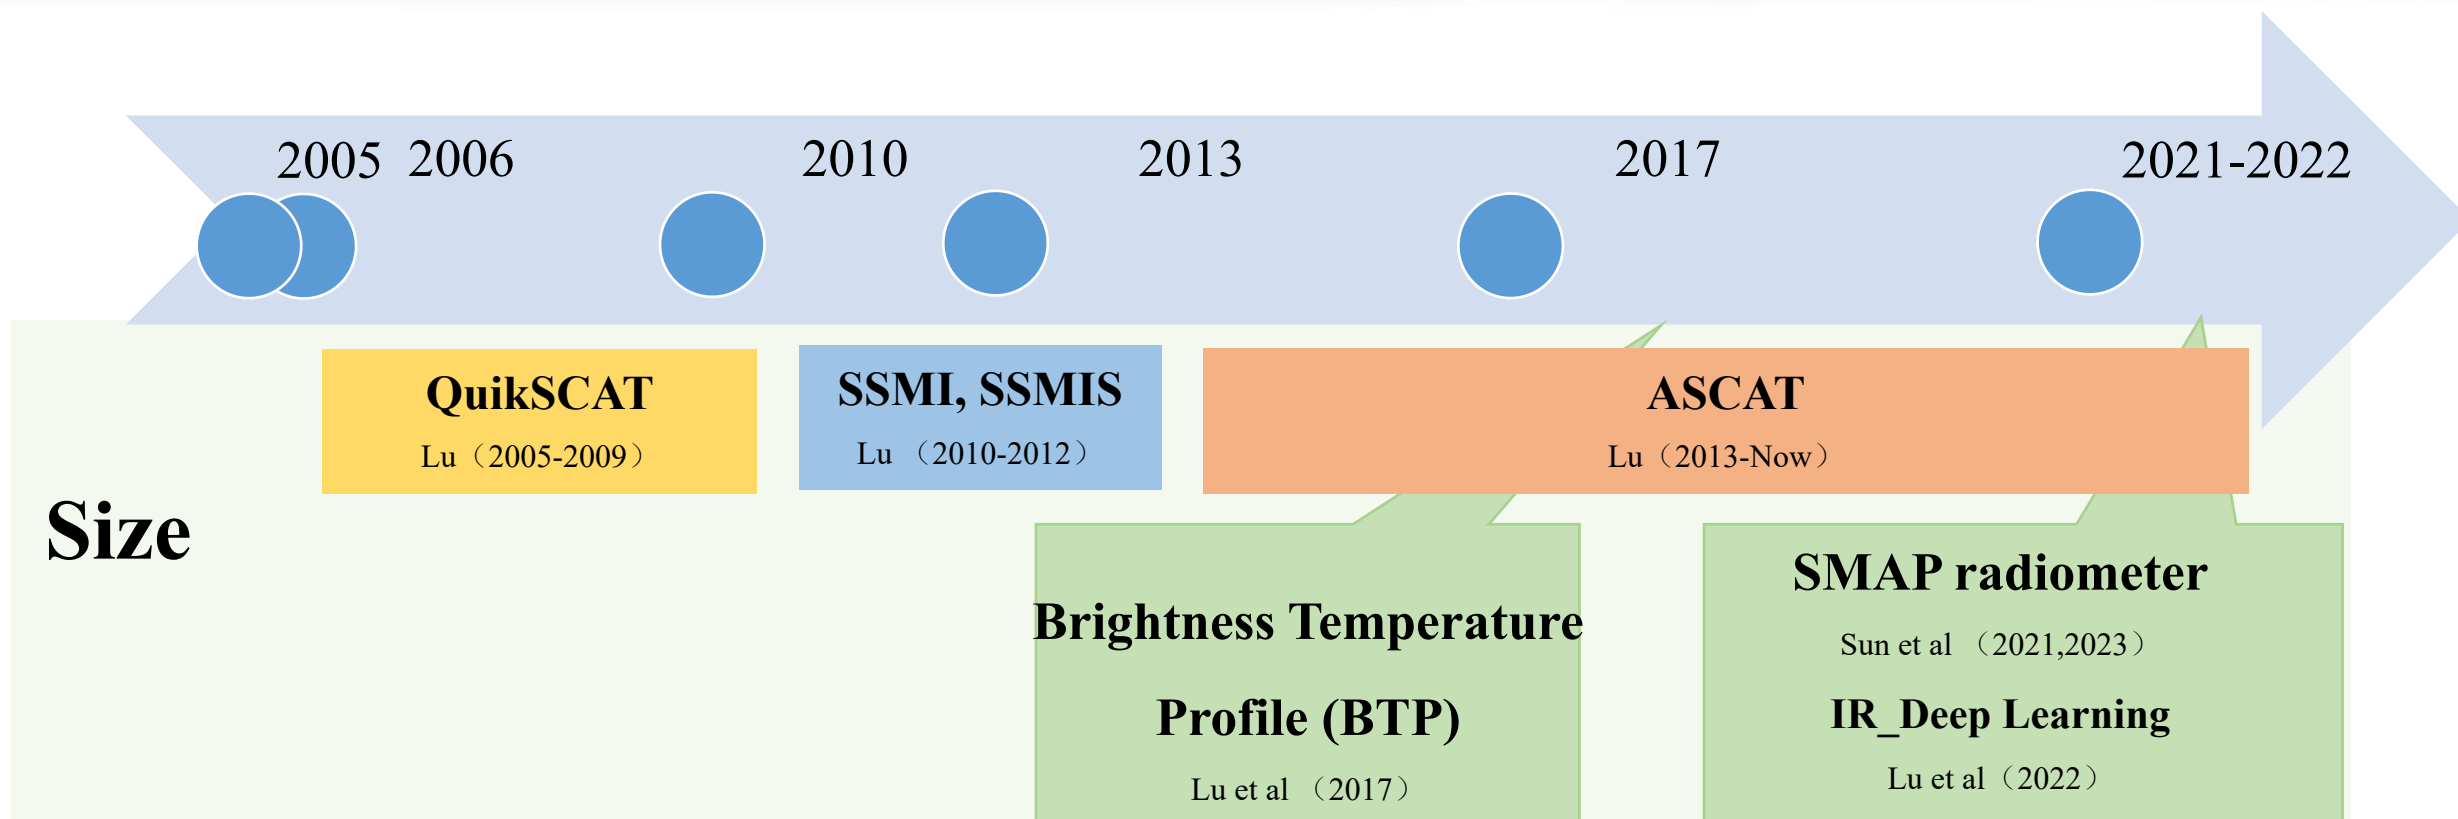 2005 2006 2010 2013 2017 2021-2022
QuikSCAT
Lu（2005-2009）
SSMI, SSMIS
Lu （2010-2012）
ASCAT
Lu（2013-Now）
Size
Brightness Temperature
Profile (BTP)
Lu et al （2017）
SMAP radiometer
Sun et al （2021,2023）
IR_Deep Learning
Lu et al（2022）